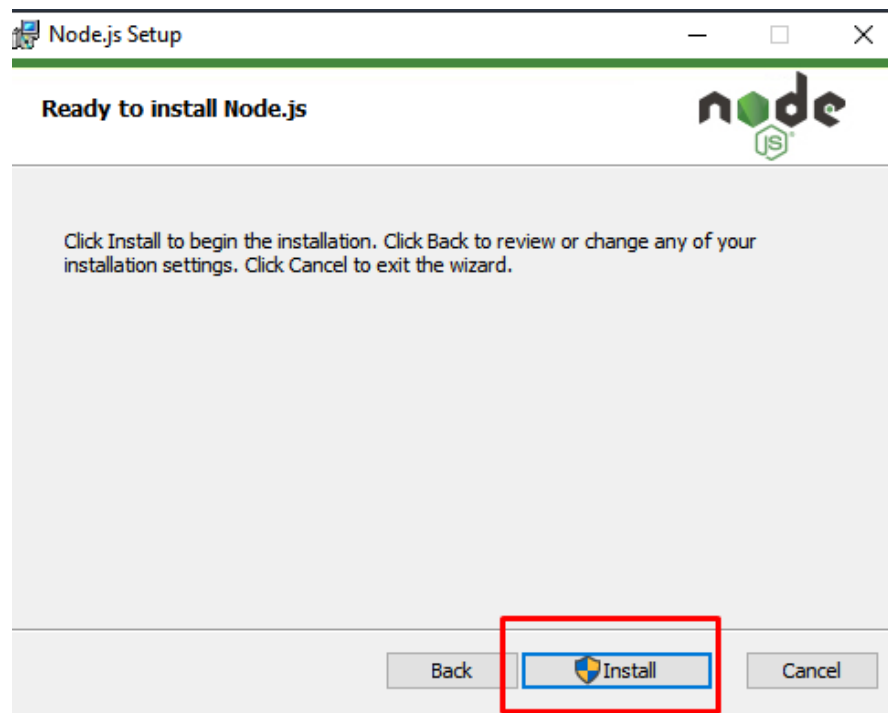 Node.js Setup
Ready to install Node.js
node
JS
Click Install to begin the installation. Click Back to review or change any of your
installation settings. Click Cancel to exit the wizard.
Back
Install
Cancel